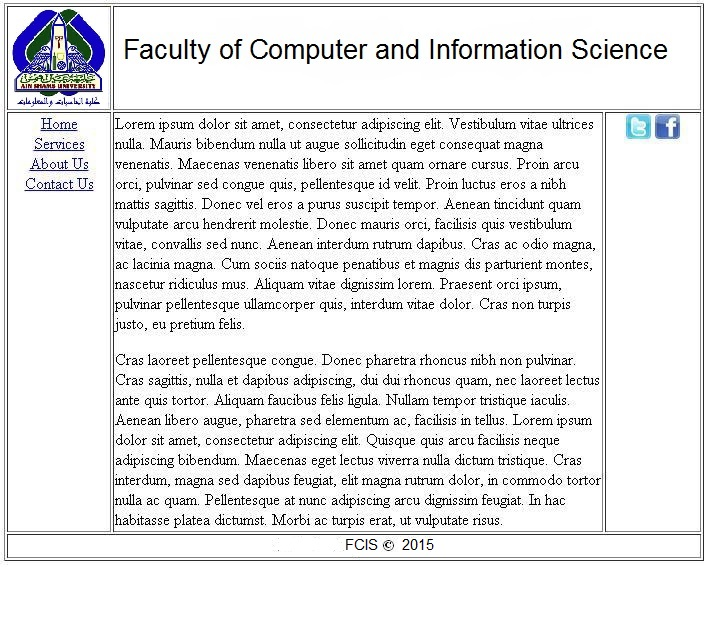 AIN SHAMS UNIVERSITY
كلية الحاسبات والمعلومات
Faculty of Computer and Information Science
Home
Services
About Us
Contact Us
Lorem ipsum dolor sit amet, consectetur adipiscing elit. Vestibulum vitae ultrices
nulla. Mauris bibendum nulla ut augue sollicitudin eget consequat magna
venenatis. Maecenas venenatis libero sit amet quam ornare cursus. Proin arcu
orci, pulvinar sed congue quis, pellentesque id velit. Proin luctus eros a nibh
mattis sagittis. Donec vel eros a purus suscipit tempor. Aenean tincidunt quam
vulputate arcu hendrerit molestie. Donec mauris orci, facilisis quis vestibulum
vitae, convallis sed nunc. Aenean interdum rutrum dapibus. Cras ac odio magna,
ac lacinia magna. Cum sociis natoque penatibus et magnis dis parturient montes,
nascetur ridiculus mus. Aliquam vitae dignissim lorem. Praesent orci ipsum,
pulvinar pellentesque ullamcorper quis, interdum vitae dolor. Cras non turpis
justo, eu pretium felis.
Cras laoreet pellentesque congue. Donec pharetra rhoncus nibh non pulvinar.
Cras sagittis, nulla et dapibus adipiscing, dui dui rhoncus quam, nec laoreet lectus
ante quis tortor. Aliquam faucibus felis ligula. Nullam tempor tristique iaculis.
Aenean libero augue, pharetra sed elementum ac, facilisis in tellus. Lorem ipsum
dolor sit amet, consectetur adipiscing elit. Quisque quis arcu facilisis neque
adipiscing bibendum. Maecenas eget lectus viverra nulla dictum tristique. Cras
interdum, magna sed dapibus feugiat, elit magna rutrum dolor, in commodo tortor
nulla ac quam. Pellentesque at nunc adipiscing arcu dignissim feugiat. In hac
habitasse platea dictumst. Morbi ac turpis erat, ut vulputate risus.
t f
FCIS © 2015